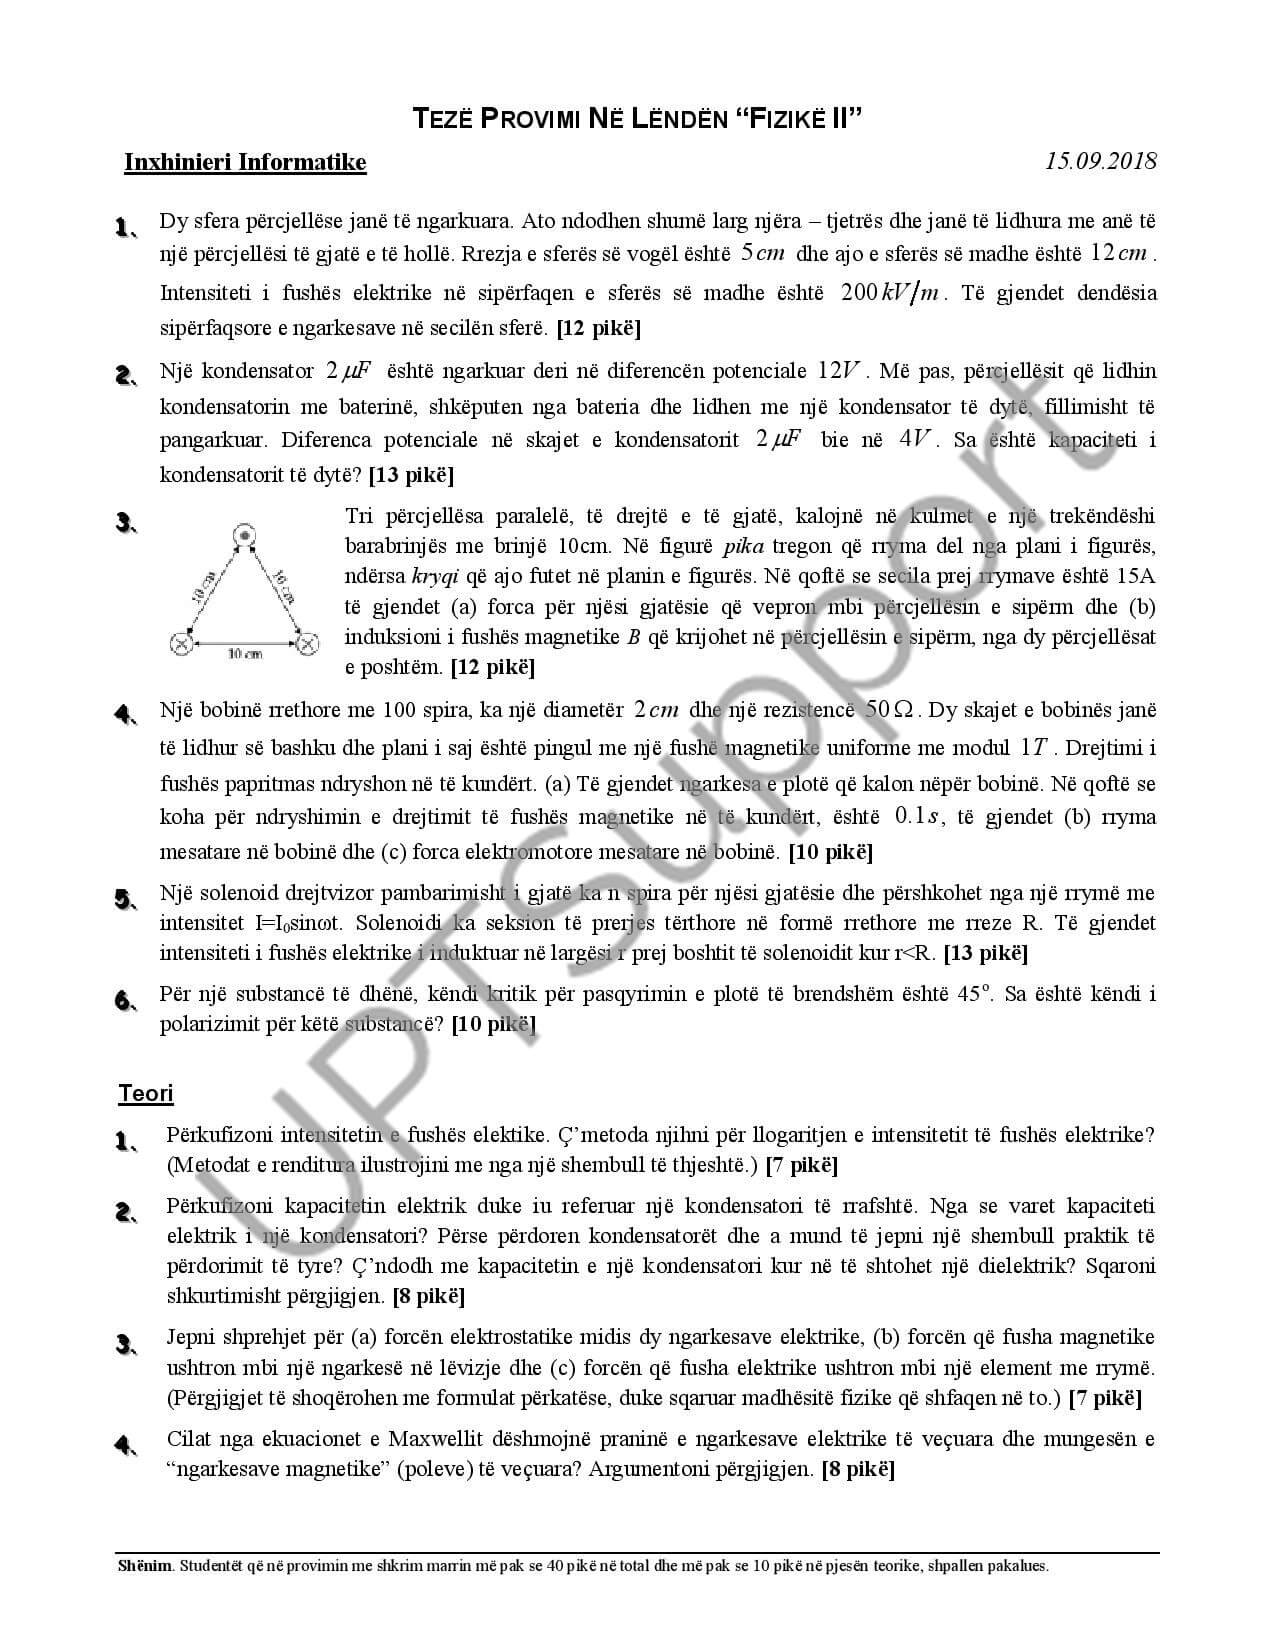 TEZË PROVIMI NË LËNDËN “FIZIKË II”
Inxhinieri Informatike 15.09.2018
1. Dy sfera përcjellëse janë të ngarkuara. Ato ndodhen shumë larg njëra – tjetrës dhe janë të lidhura me anë të
një përcjellësi të gjatë e të hollë. Rrezja e sferës së vogël është 5cm dhe ajo e sferës së madhe është 12cm.
Intensiteti i fushës elektrike në sipërfaqen e sferës së madhe është 200kV/m. Të gjendet dendësia
sipërfaqsore e ngarkesave në secilën sferë. [12 pikë]
2. Një kondensator 2μF është ngarkuar deri në diferencën potenciale 12V. Më pas, përcjellësit që lidhin
kondensatorin me baterinë, shkëputen nga bateria dhe lidhen me një kondensator të dytë, fillimisht të
pangarkuar. Diferenca potenciale në skajet e kondensatorit 2μF bie në 4V. Sa është kapaciteti i
kondensatorit të dytë? [13 pikë]
3. Tri përcjellësa paralelë, të drejtë e të gjatë, kalojnë në kulmet e një trekëndëshi
barabrinjës me brinjë 10cm. Në figurë pika tregon që rryma del nga plani i figurës,
ndërsa kryqi që ajo futet në planin e figurës. Në qoftë se secila prej rrymave është 15A
të gjendet (a) forca për njësi gjatësie që vepron mbi përcjellësin e sipërm dhe (b)
induksioni i fushës magnetike B që krijohet në përcjellësin e sipërm, nga dy përcjellësat
e poshtëm. [12 pikë]
10 cm
10 cm
10 cm
4. Një bobinë rrethore me 100 spira, ka një diametër 2cm dhe një rezistencë 50Ω. Dy skajet e bobinës janë
të lidhur së bashku dhe plani i saj është pingul me një fushë magnetike uniforme me modul 1T. Drejtimi i
fushës papritmas ndryshon në të kundërt. (a) Të gjendet ngarkesa e plotë që kalon nëpër bobinë. Në qoftë se
koha për ndryshimin e drejtimit të fushës magnetike në të kundërt, është 0.1s, të gjendet (b) rryma
mesatare në bobinë dhe (c) forca elektromotore mesatare në bobinë. [10 pikë]
5. Një solenoid drejtvizor pambarimisht i gjatë ka n spira për njësi gjatësie dhe përshkohet nga një rrymë me
intensitet I=I₀sinωt. Solenoidi ka seksion të prerjes tërthore në formë rrethore me rreze R. Të gjendet
intensiteti i fushës elektrike i induktuar në largësi r prej boshtit të solenoidit kur r<R. [13 pikë]
6. Për një substancë të dhënë, këndi kritik për pasqyrimin e plotë të brendshëm është 45°. Sa është këndi i
polarizimit për këtë substancë? [10 pikë]
Teori
1. Përkufizoni intensitetin e fushës elektike. Ç’metoda njihni për llogaritjen e intensitetit të fushës elektrike?
(Metodat e renditura ilustrojini me nga një shembull të thjeshtë.) [7 pikë]
2. Përkufizoni kapacitetin elektrik duke iu referuar një kondensatori të rrafshtë. Nga se varet kapaciteti
elektrik i një kondensatori? Përse përdoren kondensatorët dhe a mund të jepni një shembull praktik të
përdorimit të tyre? Ç’ndodh me kapacitetin e një kondensatori kur në të shtohet një dielektrik? Sqaroni
shkurtimisht përgjigjen. [8 pikë]
3. Jepni shprehjet për (a) forcën elektrostatike midis dy ngarkesave elektrike, (b) forcën që fusha magnetike
ushtron mbi një ngarkesë në lëvizje dhe (c) forcën që fusha elektrike ushtron mbi një element me rrymë.
(Përgjigjet të shoqërohen me formulat përkatëse, duke sqaruar madhësitë fizike që shfaqen në to.) [7 pikë]
4. Cilat nga ekuacionet e Maxwellit dëshmojnë praninë e ngarkesave elektrike të veçuara dhe mungesën e
“ngarkesave magnetike” (poleve) të veçuara? Argumentoni përgjigjen. [8 pikë]
Shënim. Studentët që në provimin me shkrim marrin më pak se 40 pikë në total dhe më pak se 10 pikë në pjesën teorike, shpallen pakalues.
UPTSupport